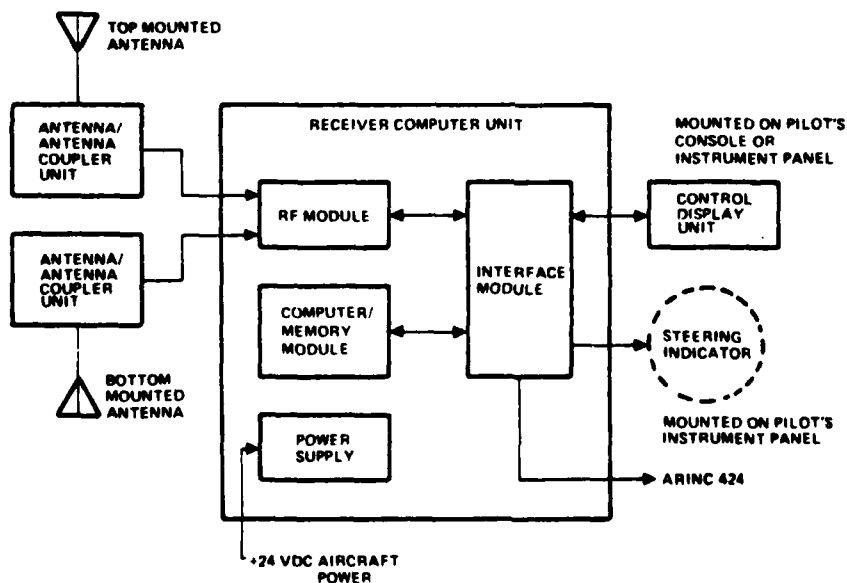 TOP MOUNTED
ANTENNA
ANTENNA/
ANTENNA
COUPLER
UNIT
ANTENNA/
ANTENNA
COUPLER
UNIT
BOTTOM
MOUNTED
ANTENNA
RECEIVER COMPUTER UNIT
RF MODULE
COMPUTER/
MEMORY
MODULE
POWER
SUPPLY
INTERFACE
MODULE
+24 VDC AIRCRAFT
POWER
MOUNTED ON PILOT'S
CONSOLE OR
INSTRUMENT PANEL
CONTROL
DISPLAY
UNIT
STEERING
INDICATOR
MOUNTED ON PILOT'S
INSTRUMENT PANEL
ARINC 424